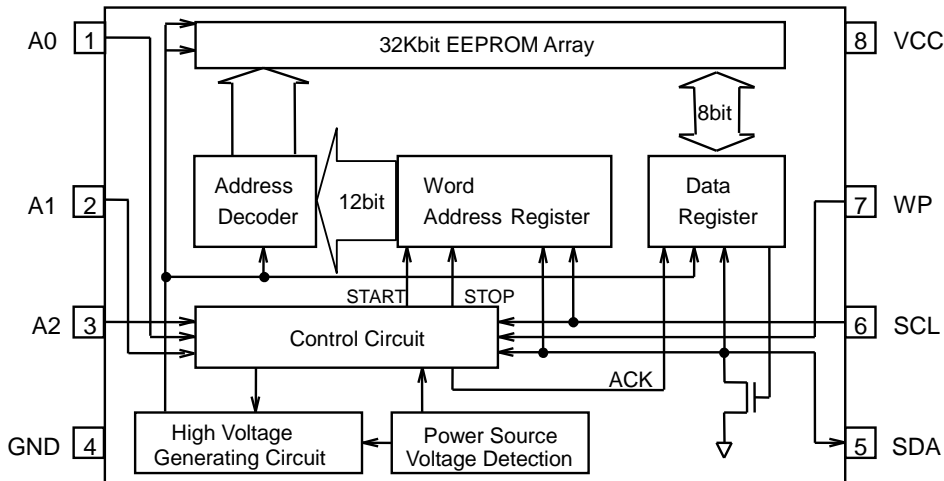 A0 1
32Kbit EEPROM Array
8 VCC
8bit
A1 2
Address
Decoder
12bit
Word
Address Register
Data
Register
7 WP
START
STOP
A2 3
Control Circuit
6 SCL
ACK
GND 4
High Voltage
Generating Circuit
Power Source
Voltage Detection
5 SDA